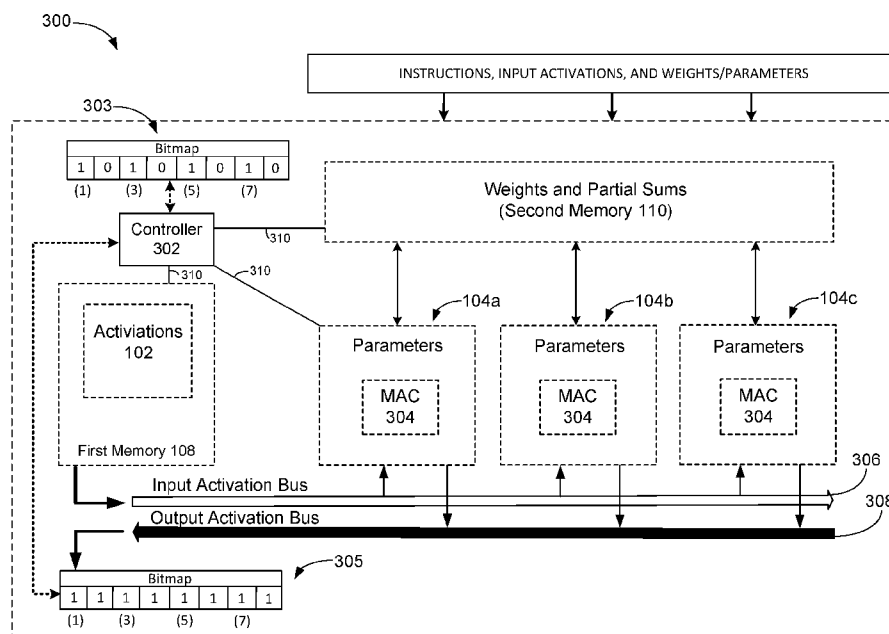 300
INSTRUCTIONS, INPUT ACTIVATIONS, AND WEIGHTS/PARAMETERS
303
Bitmap
1 0 1 0 1 0 1 0
(1) (3) (5) (7)
Weights and Partial Sums
(Second Memory 110)
Controller
302
310
310
310
Activiations
102
First Memory 108
104a
Parameters
MAC
304
104b
Parameters
MAC
304
104c
Parameters
MAC
304
Input Activation Bus
306
Output Activation Bus
308
305
Bitmap
1 1 1 1 1 1 1 1
(1) (3) (5) (7)